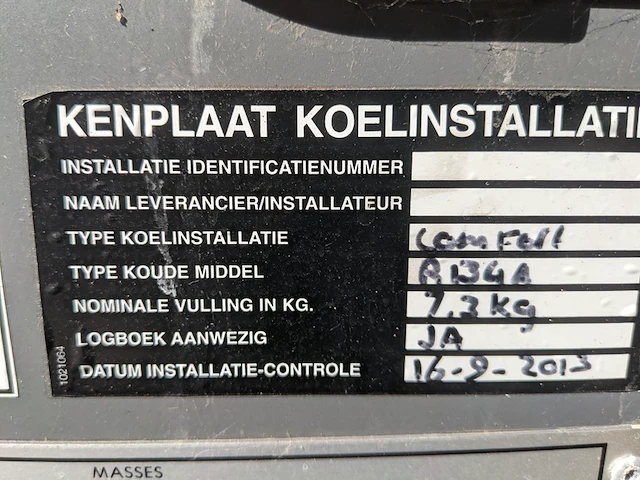 KENPLAAT KOELINSTALLATI
INSTALLATIE IDENTIFICATIENUMMER
NAAM LEVERANCIER/INSTALLATEUR
TYPE KOELINSTALLATIE
TYPE KOUDE MIDDEL R134A
NOMINALE VULLING IN KG. 7,3 KG
LOGBOEK AANWEZIG JA
DATUM INSTALLATIE-CONTROLE 16-9-2013
1021064
MASSES